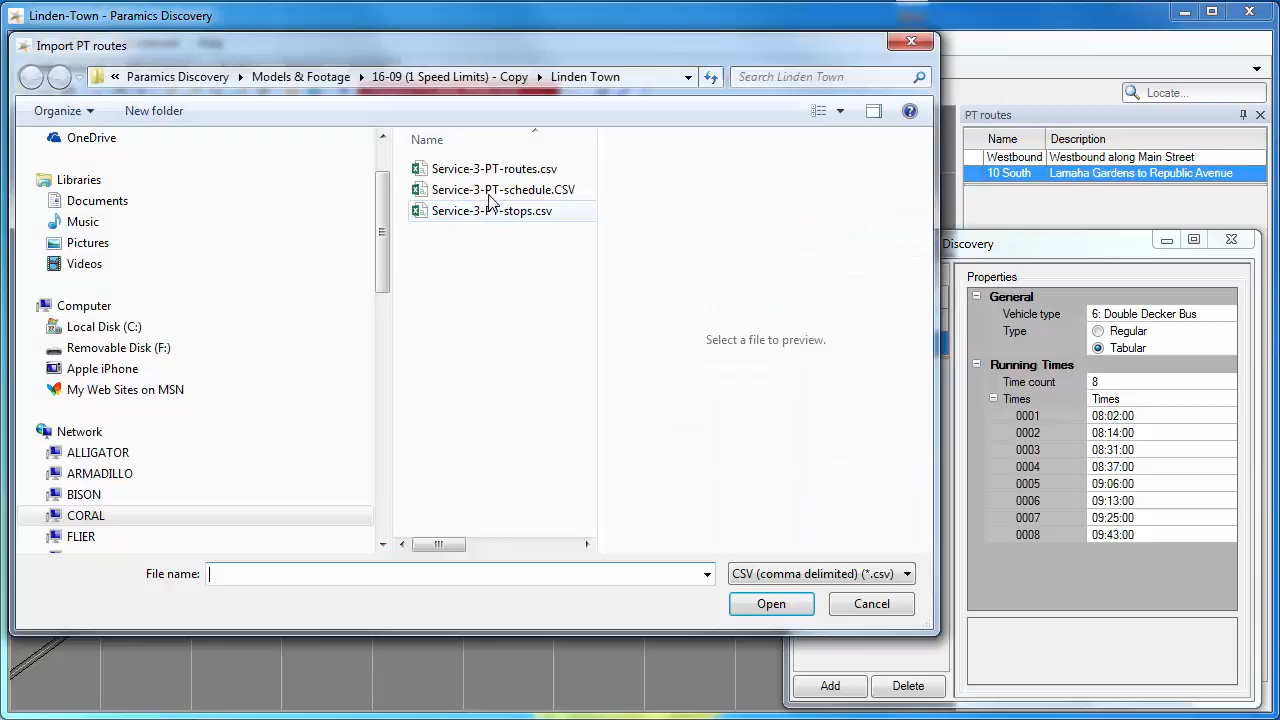 Linden-Town - Paramics Discovery
Import PT routes
Paramics Discovery
Models & Footage
16-09 (1 Speed Limits) - Copy
Linden Town
Search Linden Town
Organize
New folder
Locate...
PT routes
OneDrive
Name
Name
Description
Libraries
Service-3-PT-routes.csv
Westbound
Westbound along Main Street
Documents
Service-3-PT-schedule.CSV
10 South
Lamaha Gardens to Republic Avenue
Music
Service-3-PT-stops.csv
Pictures
Discovery
Videos
Properties
General
Computer
Vehicle type
6: Double Decker Bus
Local Disk (C:)
Type
Regular
Removable Disk (F:)
Select a file to preview.
Tabular
Apple iPhone
Running Times
My Web Sites on MSN
Time count
8
Times
Times
Network
0001
08:02:00
ALLIGATOR
0002
08:14:00
ARMADILLO
0003
08:31:00
BISON
0004
08:37:00
CORAL
0005
09:06:00
FLIER
0006
09:13:00
0007
09:25:00
0008
09:43:00
File name:
CSV (comma delimited) (*.csv)
Open
Cancel
Add
Delete